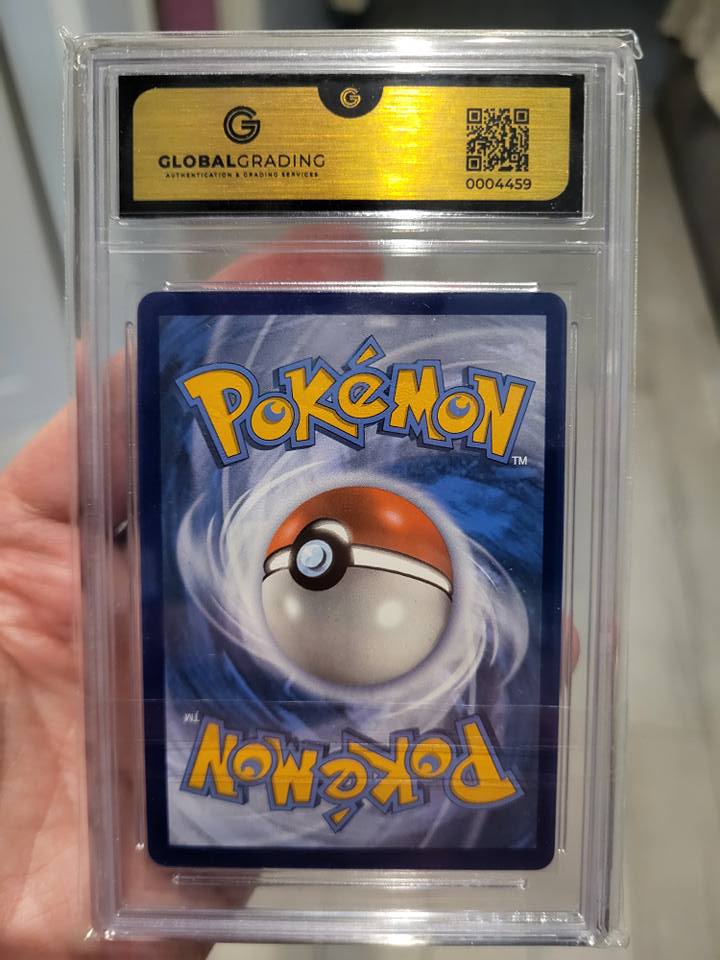 G
G
GLOBALGRADING
AUTHENTICATION & GRADING SERVICES
0004459
POKéMON
TM
TM
POKéMON